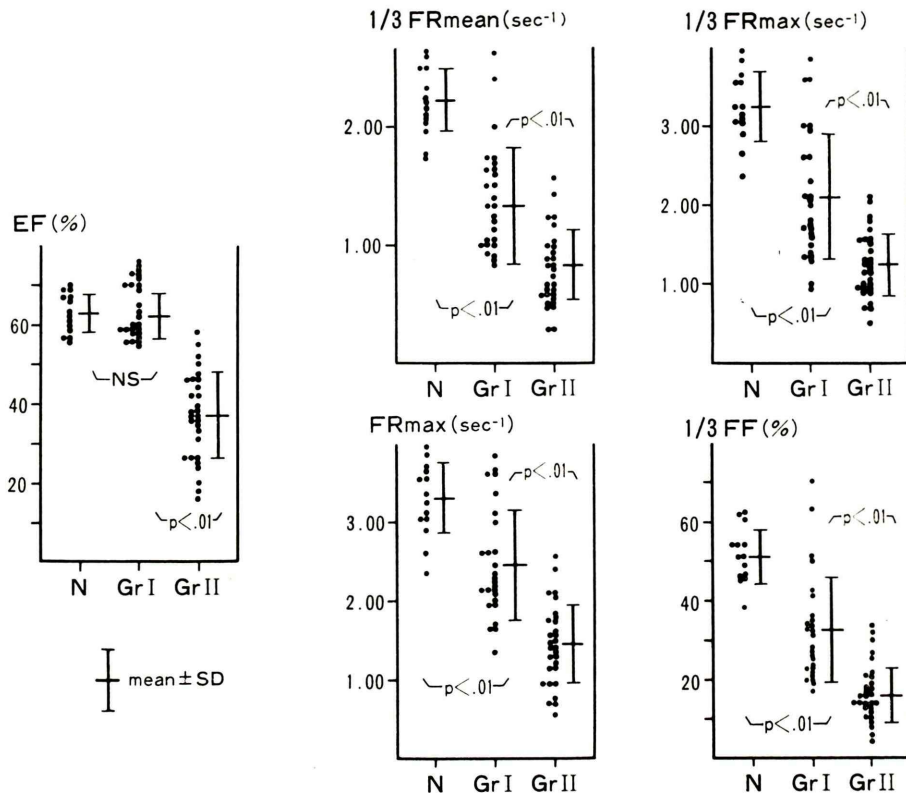 EF (%)
60
40
20
NS
p<.01
N Gr I Gr II
mean ± SD
1/3 FRmean (sec⁻¹)
2.00
1.00
p<.01
p<.01
N Gr I Gr II
1/3 FRmax (sec⁻¹)
3.00
2.00
1.00
p<.01
p<.01
N Gr I Gr II
FRmax (sec⁻¹)
3.00
2.00
1.00
p<.01
p<.01
N Gr I Gr II
1/3 FF (%)
60
40
20
p<.01
p<.01
N Gr I Gr II